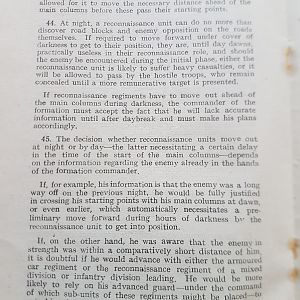 allowed for it to move the necessary distance ahead of the
main columns before these pass their starting points.
44. At night, a reconnaissance unit can do no more than
discover road blocks and enemy opposition on the roads
themselves. If required to move forward under cover of
darkness to get to their position, they are, until day dawns,
practically useless in their reconnaissance role, and should
the enemy be encountered during the initial phase, either the
reconnaissance unit is likely to suffer heavy casualties, or it
will be allowed to pass by the hostile troops, who remain
concealed until a more remunerative target is presented.
If reconnaissance regiments have to move out ahead of
the main columns during darkness, the commander of the
formation must accept the fact that he will lack accurate
information until after daybreak and must make his plans
accordingly.
45. The decision whether reconnaissance units move out
at night or by day—the latter necessitating a certain delay
in the time of the start of the main columns—depends
on the information regarding the enemy already in the hands
of the formation commander.
If, for example, his information is that the enemy was a long
way off on the previous night, he would be fully justified
in crossing his starting points with his main columns at dawn,
or even earlier, which automatically necessitates a pre-
liminary move forward during hours of darkness by the
reconnaissance unit to get into position.
If, on the other hand, he was aware that the enemy in
strength was within a comparatively short distance of him,
it is doubtful if he would advance with either the armoured
car regiment or the reconnaissance regiment of a mixed
division or infantry division leading. He would be more
likely to rely on his advanced guard—under the command
of which sub-units of these regiments might be placed—to